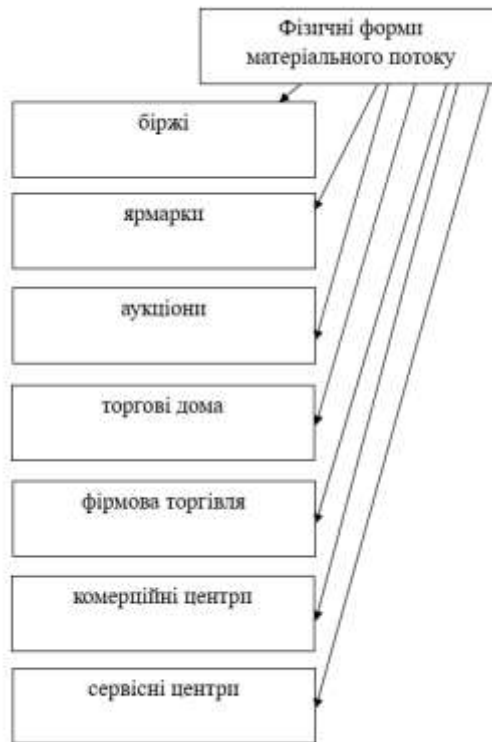 Фізичні форми
матеріального потоку
біржі
ярмарки
аукціони
торгові дома
фірмова торгівля
комерційні центри
сервісні центри